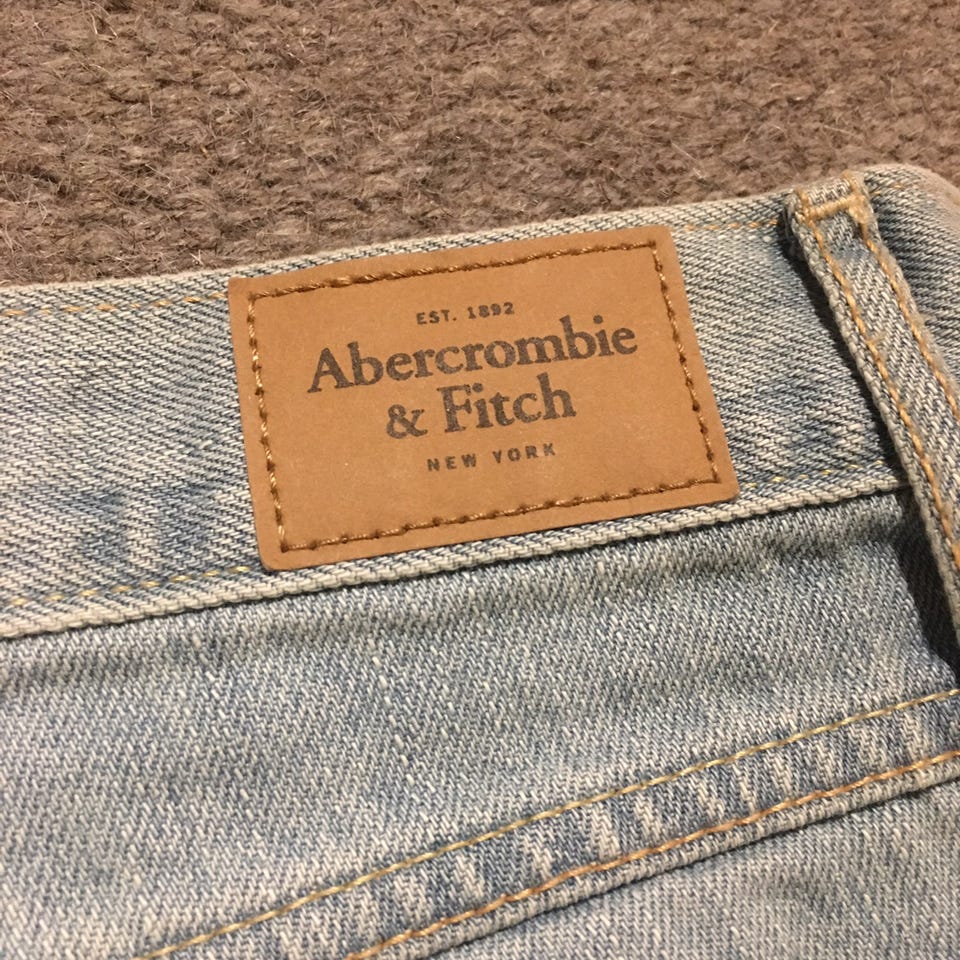 EST. 1892
Abercrombie
& Fitch
NEW YORK